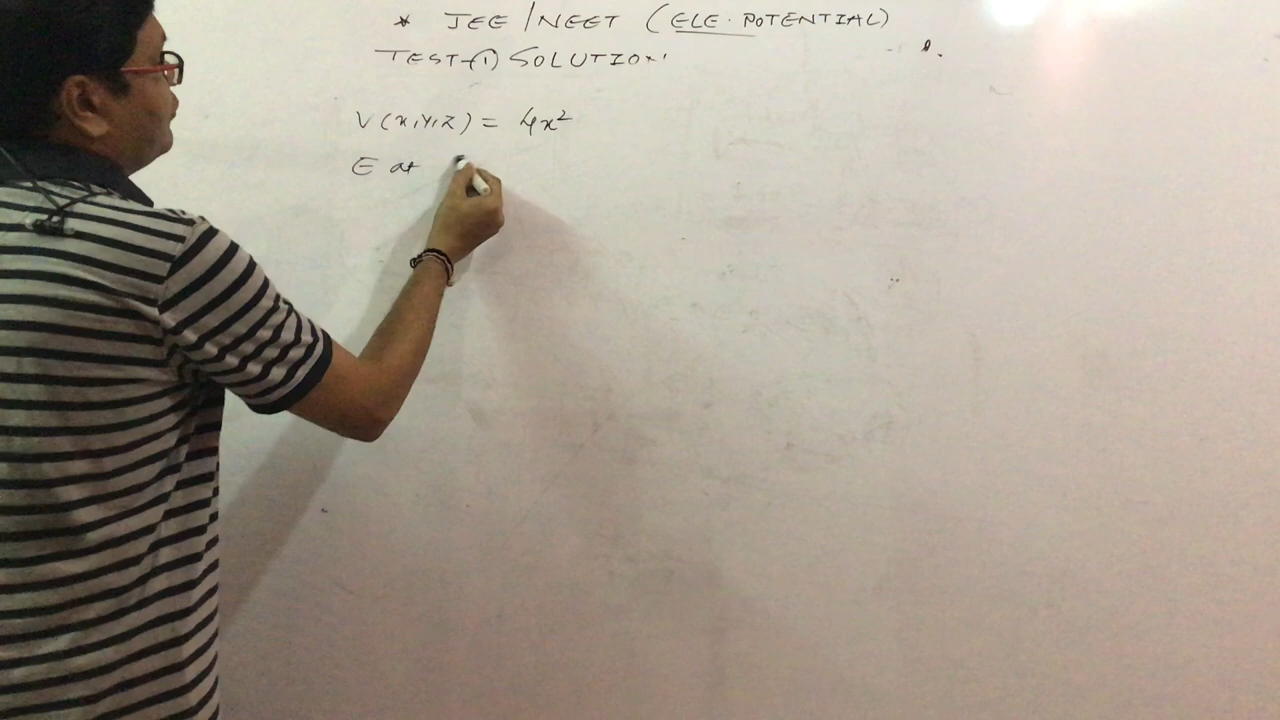 * JEE/NEET (ELE. POTENTIAL)
TEST-(1) SOLUTION
V(x,y,z) = 4x²
E at